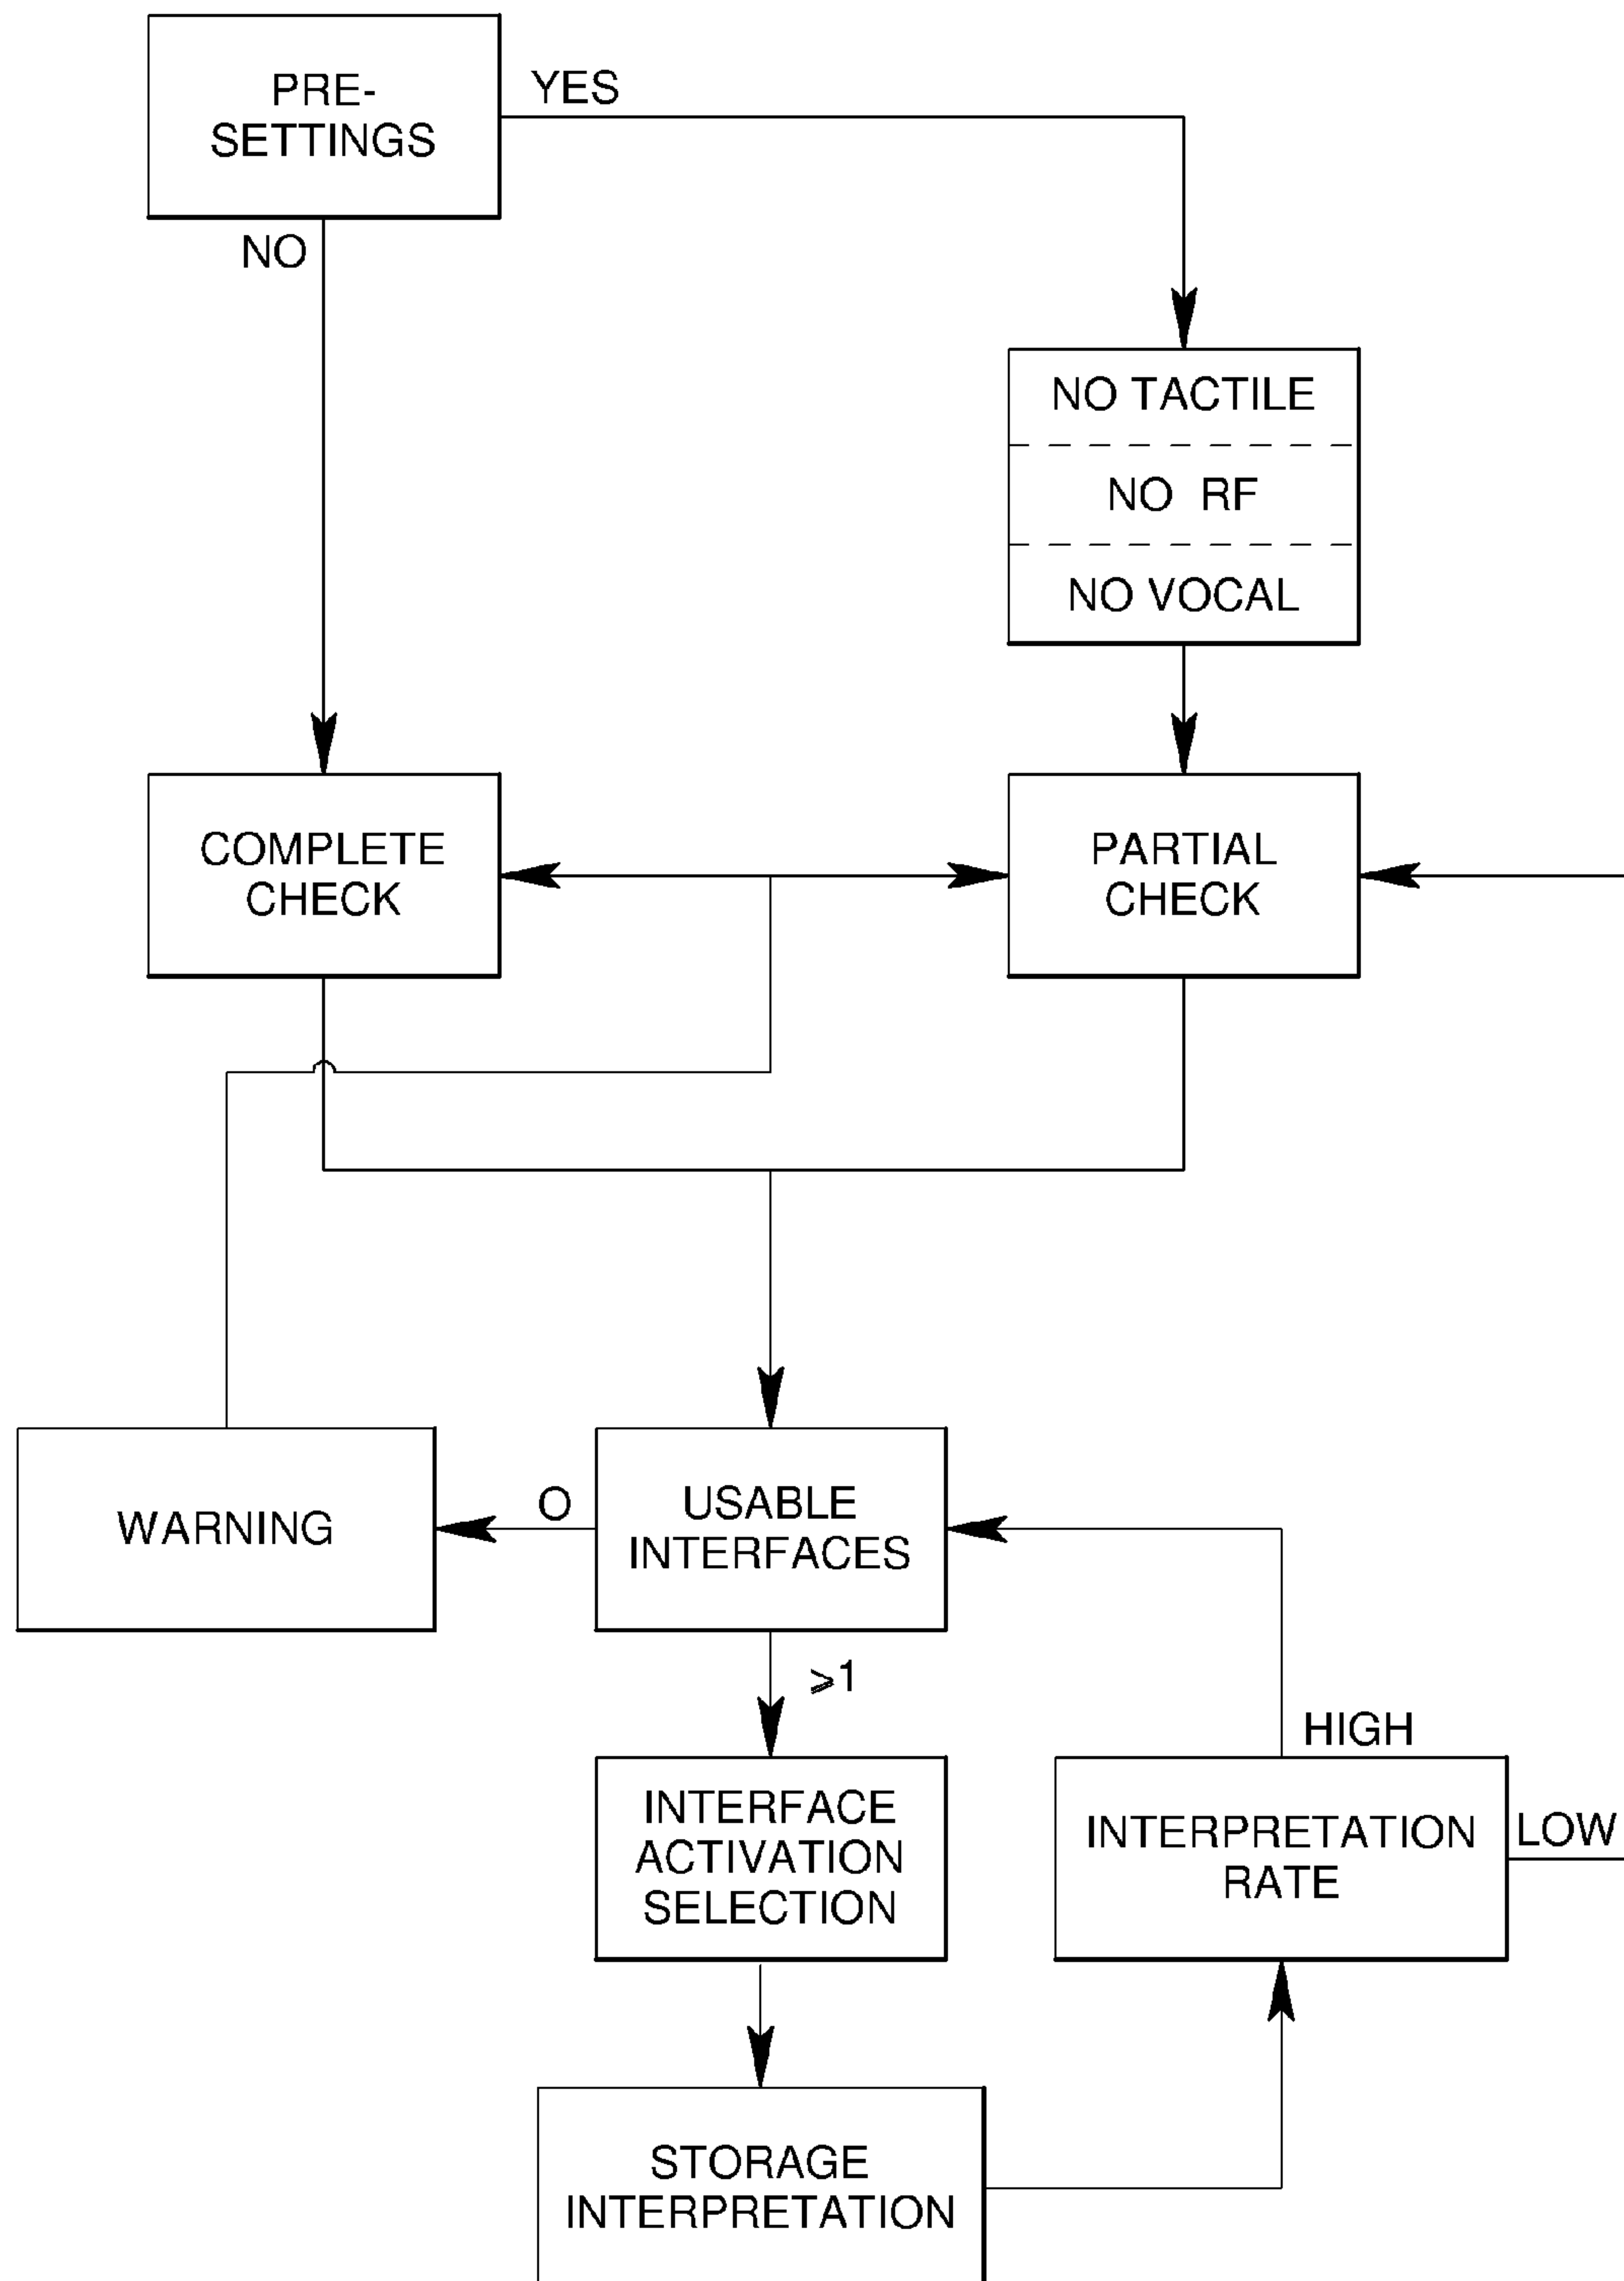 PRE-
SETTINGS
YES
NO
NO TACTILE
NO RF
NO VOCAL
COMPLETE
CHECK
PARTIAL
CHECK
WARNING
O
USABLE
INTERFACES
⩾1
HIGH
INTERFACE
ACTIVATION
SELECTION
INTERPRETATION
RATE
LOW
STORAGE
INTERPRETATION